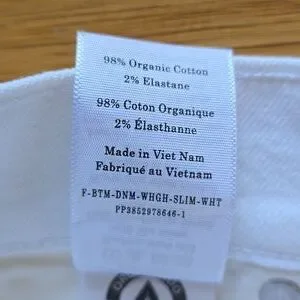 98% Organic Cotton
2% Elastane
98% Coton Organique
2% Élasthanne
Made in Viet Nam
Fabriqué au Vietnam
F-BTM-DNM-WHGH-SLIM-WHT
PP3852978646-1